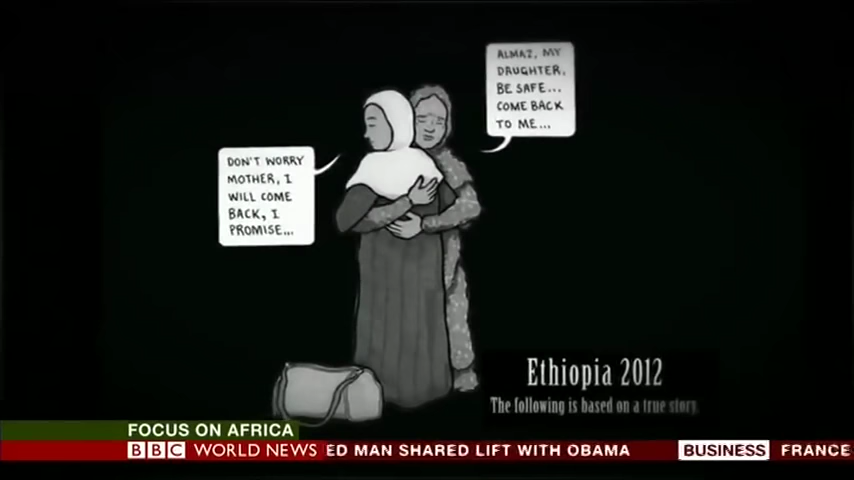 ALMAZ, MY
DAUGHTER,
BE SAFE...
COME BACK
TO ME...
DON'T WORRY
MOTHER, I
WILL COME
BACK, I
PROMISE...
Ethiopia 2012
The following is based on a true story.
FOCUS ON AFRICA
BBC WORLD NEWS ED MAN SHARED LIFT WITH OBAMA BUSINESS FRANCE